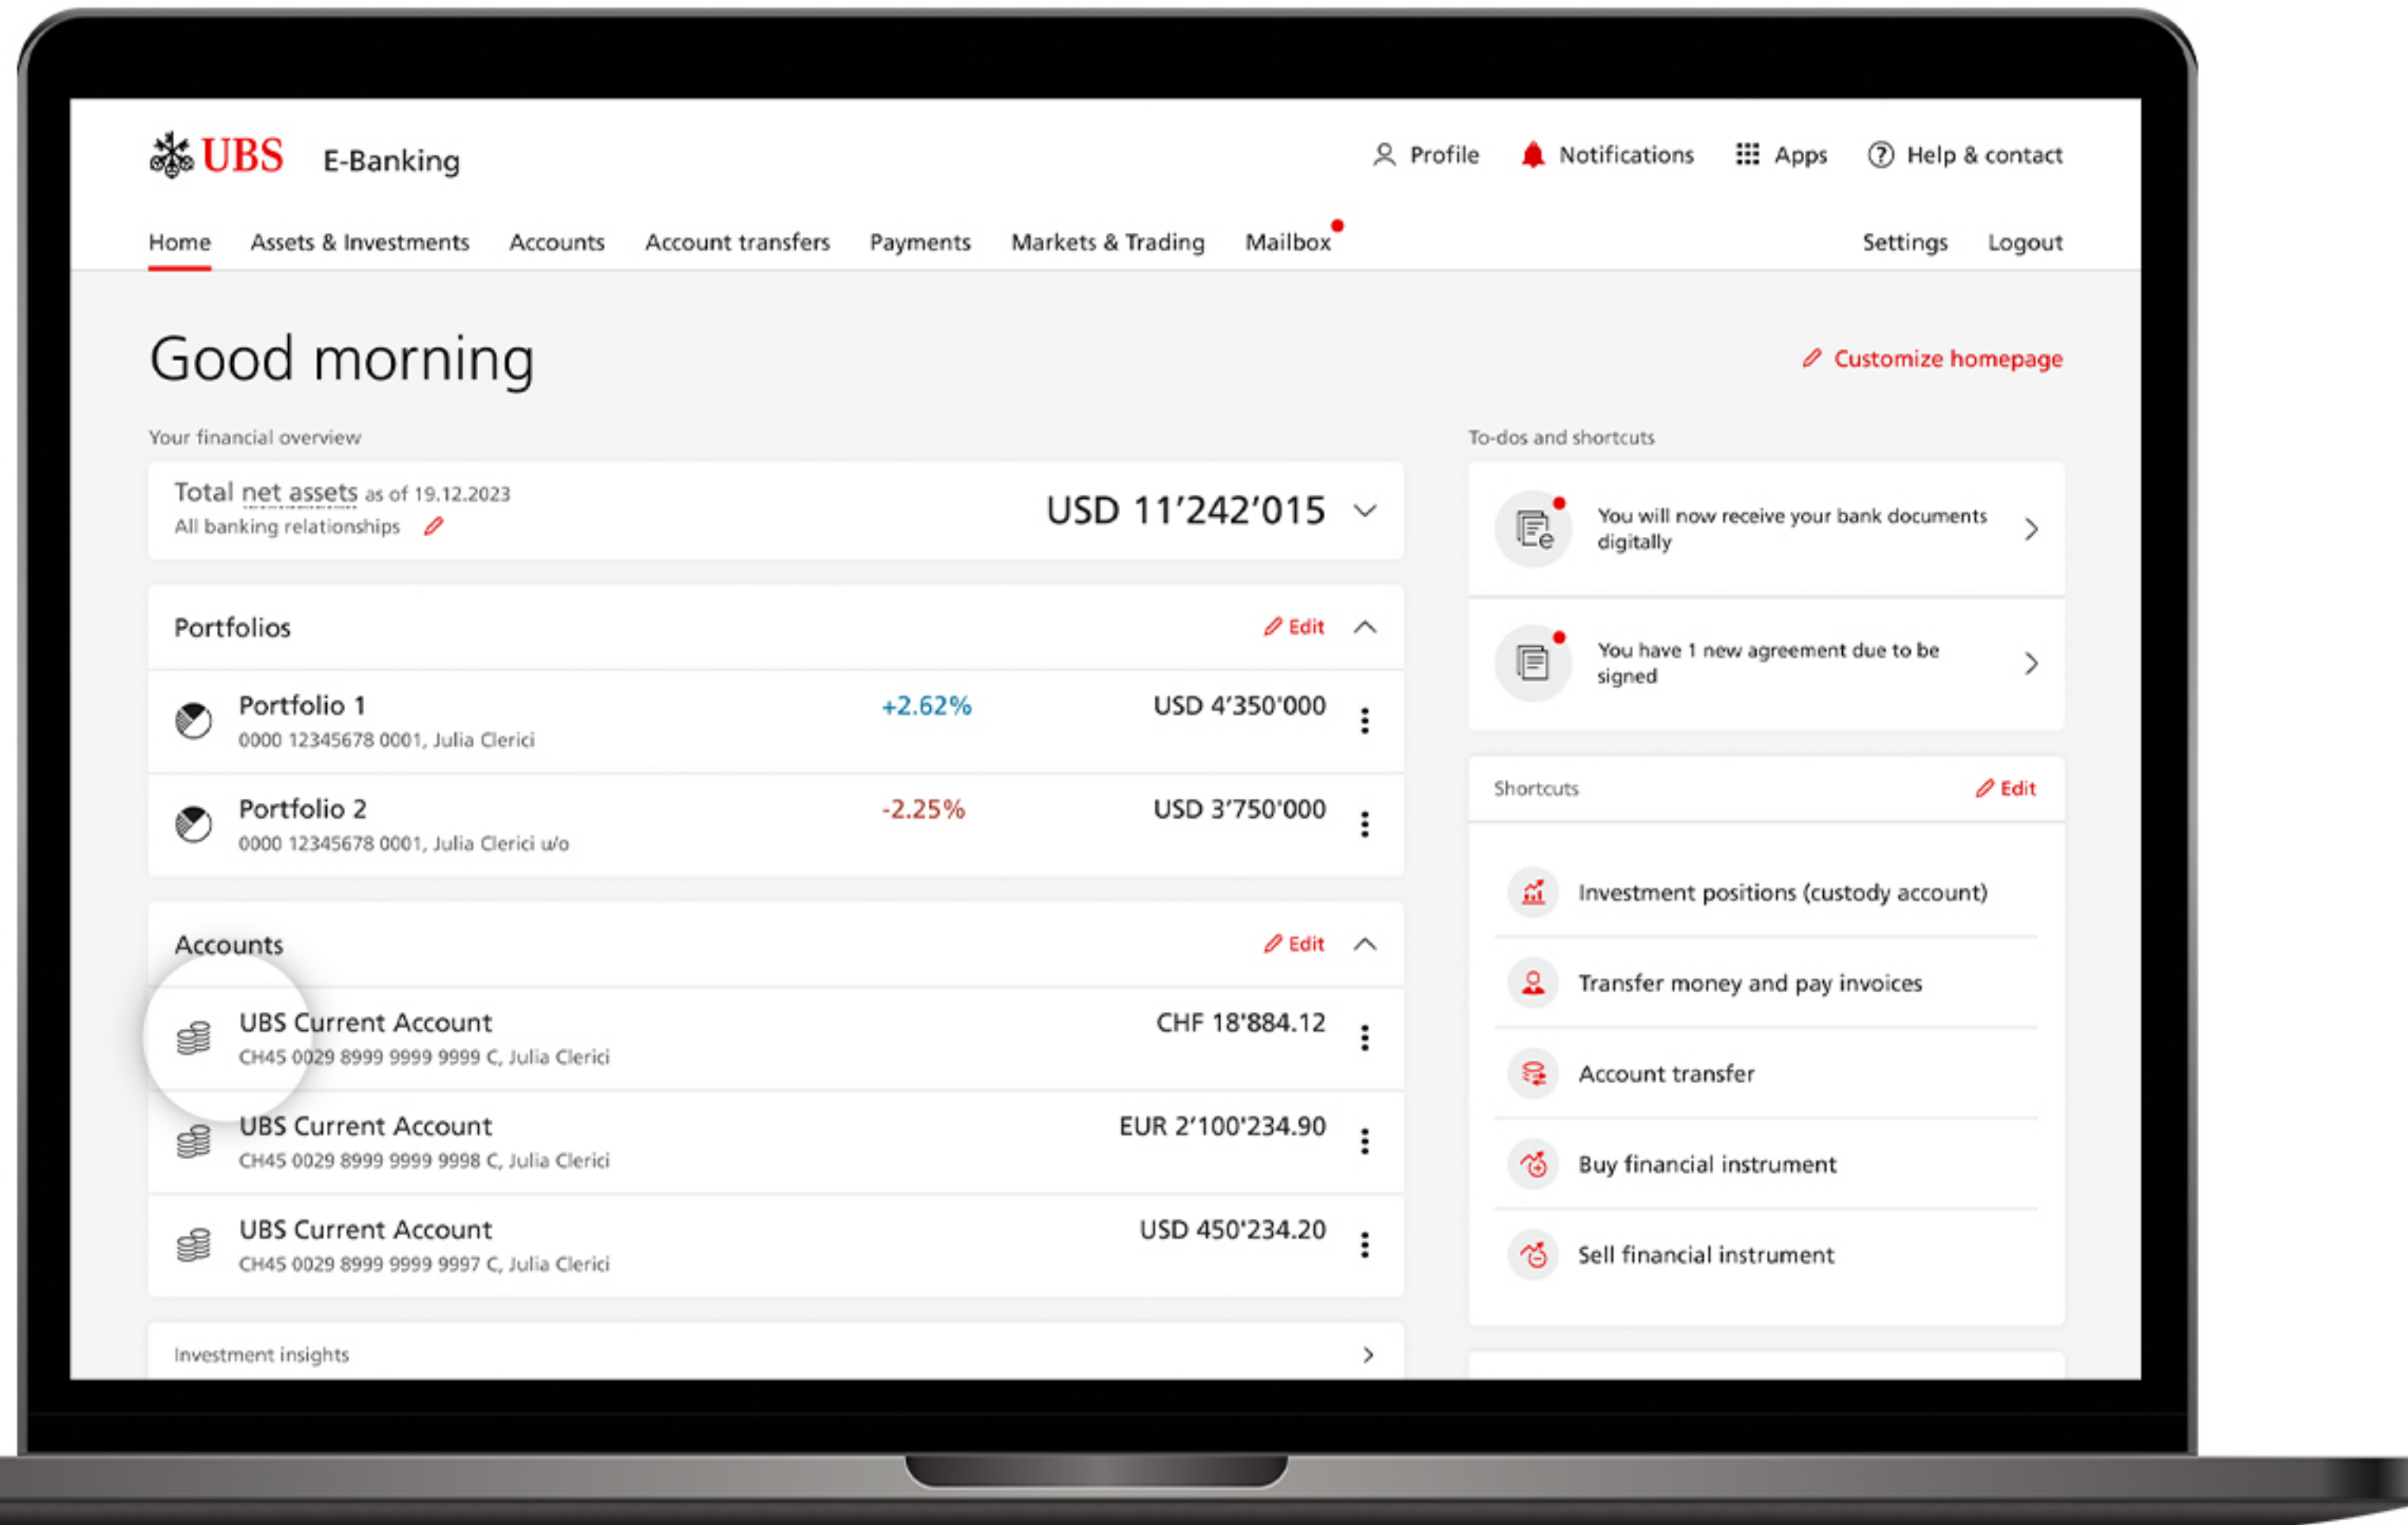 UBS E-Banking
Profile Notifications Apps Help & contact
Home Assets & Investments Accounts Account transfers Payments Markets & Trading Mailbox Settings Logout
Good morning
Customize homepage
Your financial overview
Total net assets as of 19.12.2023
All banking relationships
USD 11’242’015
Portfolios
Edit
Portfolio 1
0000 12345678 0001, Julia Clerici
+2.62%
USD 4’350'000
Portfolio 2
0000 12345678 0001, Julia Clerici u/o
-2.25%
USD 3’750'000
Accounts
Edit
UBS Current Account
CH45 0029 8999 9999 9999 C, Julia Clerici
CHF 18'884.12
UBS Current Account
CH45 0029 8999 9999 9998 C, Julia Clerici
EUR 2’100'234.90
UBS Current Account
CH45 0029 8999 9999 9997 C, Julia Clerici
USD 450'234.20
Investment insights
To-dos and shortcuts
You will now receive your bank documents
digitally
You have 1 new agreement due to be
signed
Shortcuts
Edit
Investment positions (custody account)
Transfer money and pay invoices
Account transfer
Buy financial instrument
Sell financial instrument